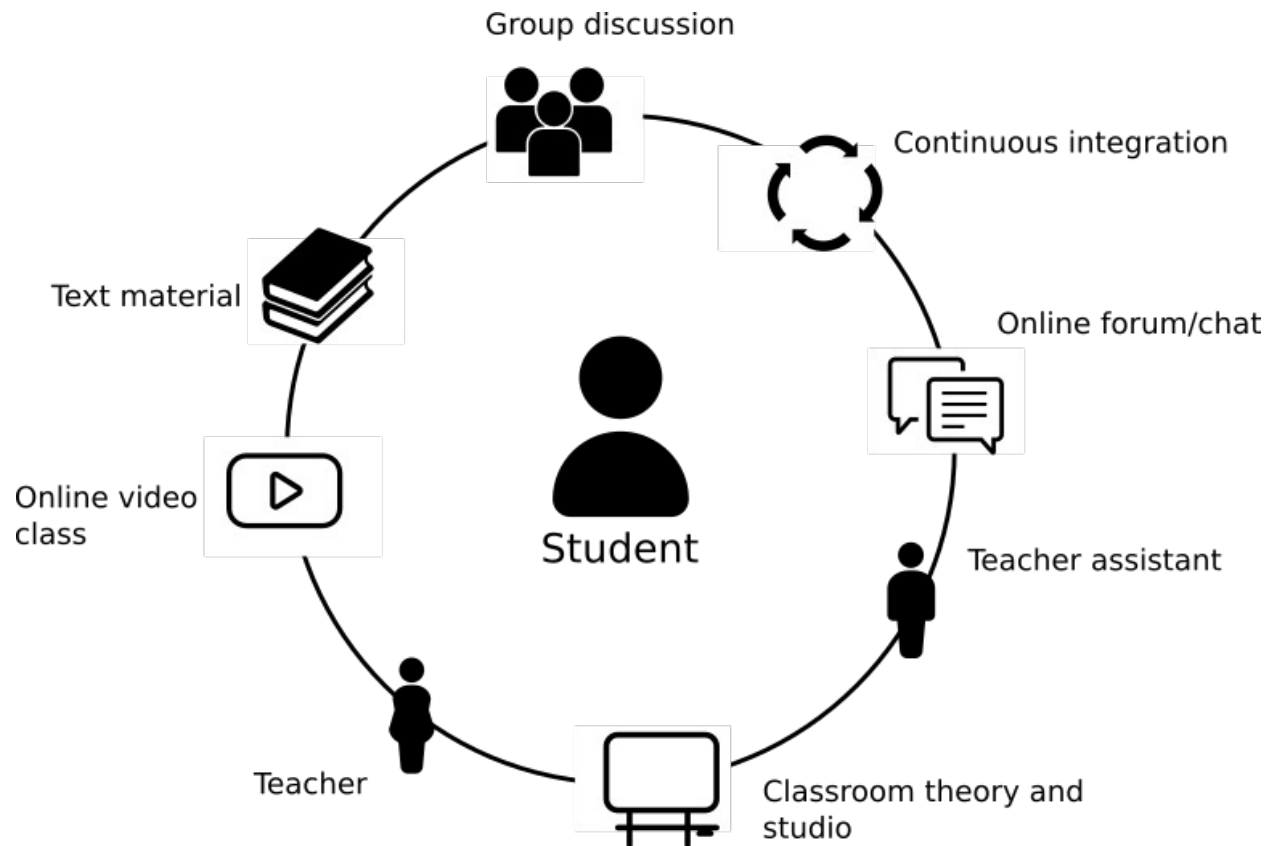 Group discussion
Continuous integration
Text material
Online forum/chat
Online video
class
Student
Teacher assistant
Teacher
Classroom theory and
studio